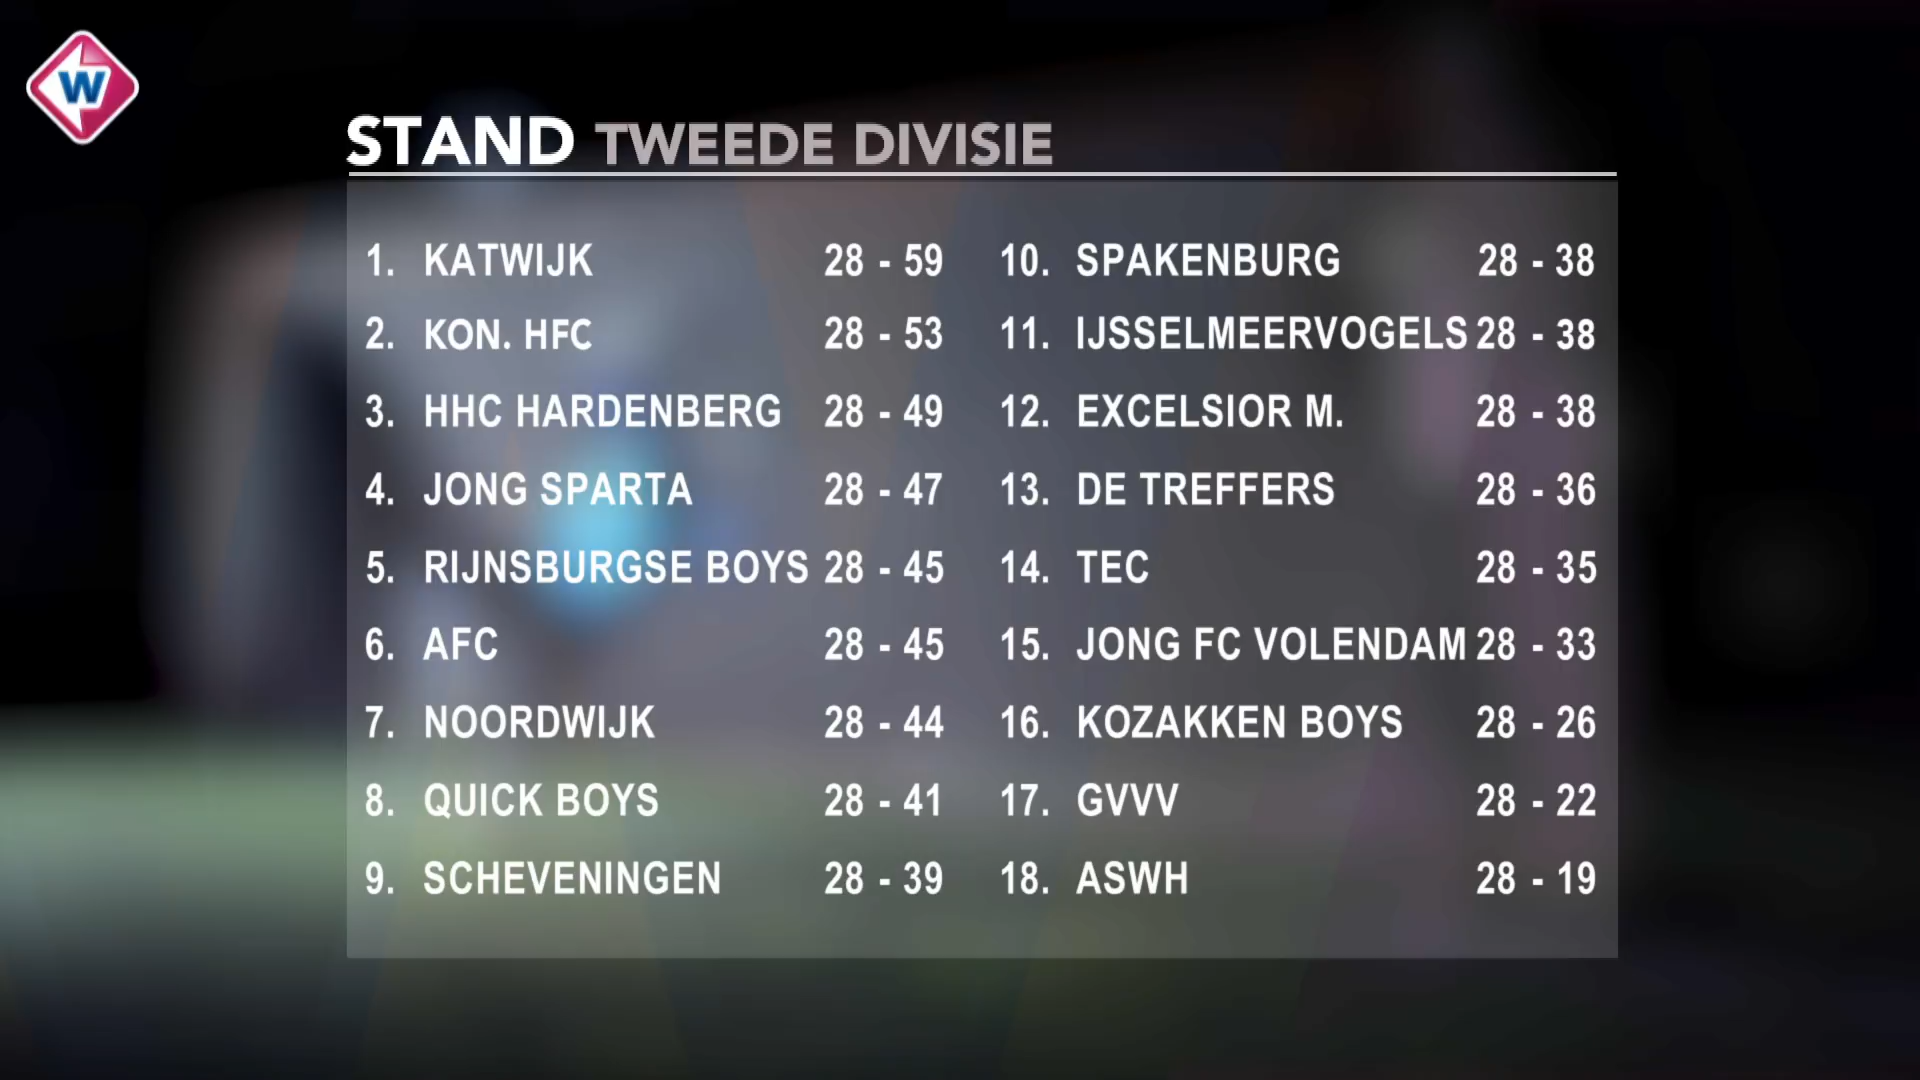 W
STAND TWEEDE DIVISIE
1. KATWIJK 28 - 59
2. KON. HFC 28 - 53
3. HHC HARDENBERG 28 - 49
4. JONG SPARTA 28 - 47
5. RIJNSBURGSE BOYS 28 - 45
6. AFC 28 - 45
7. NOORDWIJK 28 - 44
8. QUICK BOYS 28 - 41
9. SCHEVENINGEN 28 - 39
10. SPAKENBURG 28 - 38
11. IJSSELMEERVOGELS 28 - 38
12. EXCELSIOR M. 28 - 38
13. DE TREFFERS 28 - 36
14. TEC 28 - 35
15. JONG FC VOLENDAM 28 - 33
16. KOZAKKEN BOYS 28 - 26
17. GVVV 28 - 22
18. ASWH 28 - 19